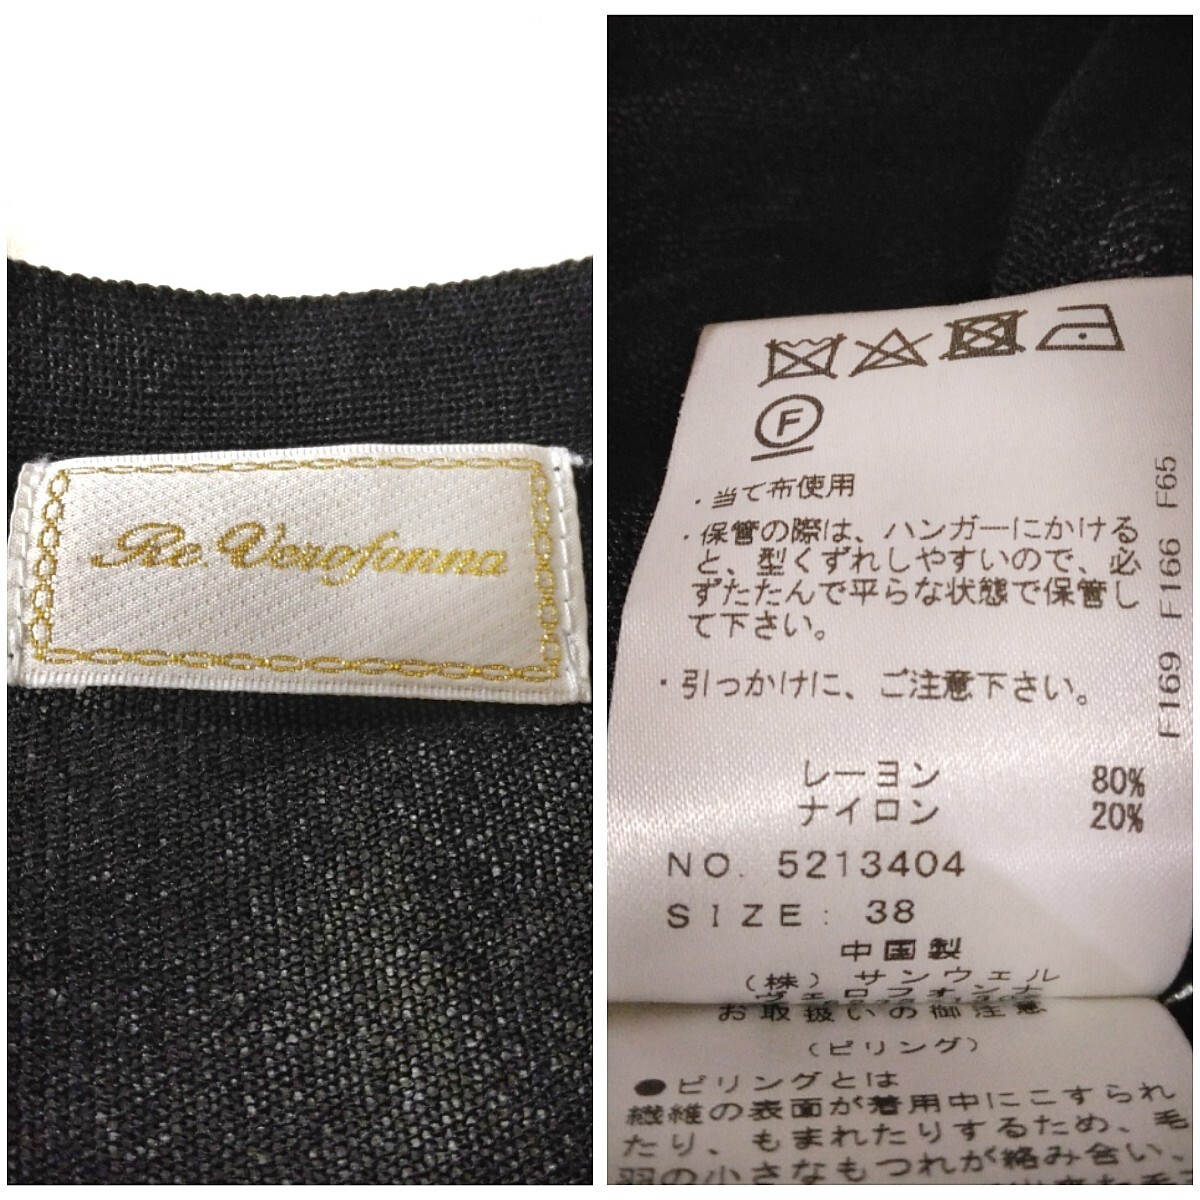 Re.Verofonna
F
・当て布使用
・保管の際は、ハンガーにかける
と、型くずれしやすいので、必
ずたたんで平らな状態で保管し
て下さい。
・引っかけに、ご注意下さい。
F169 F166 F65
レーヨン 80%
ナイロン 20%
NO. 5213404
SIZE: 38
中国製
(株) サンウェル
ヴェロフォンナ
お取扱いの御注意
(ピリング)
●ピリングとは
繊維の表面が着用中にこすられ
たり、もまれたりするため、毛
羽の小さなもつれが絡み合い、